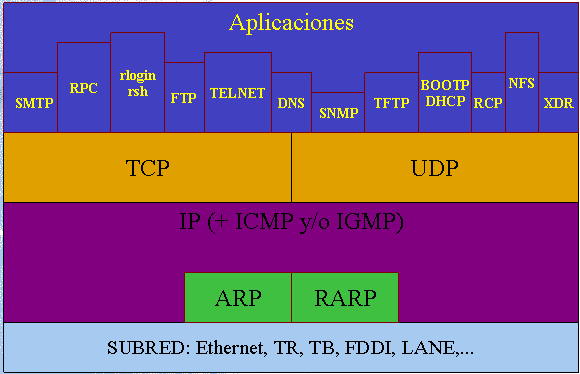 Aplicaciones
SMTP
RPC
rlogin
rsh
FTP
TELNET
DNS
SNMP
TFTP
BOOTP
DHCP
RCP
NFS
XDR
TCP
UDP
IP (+ ICMP y/o IGMP)
ARP
RARP
SUBRED: Ethernet, TR, TB, FDDI, LANE,...